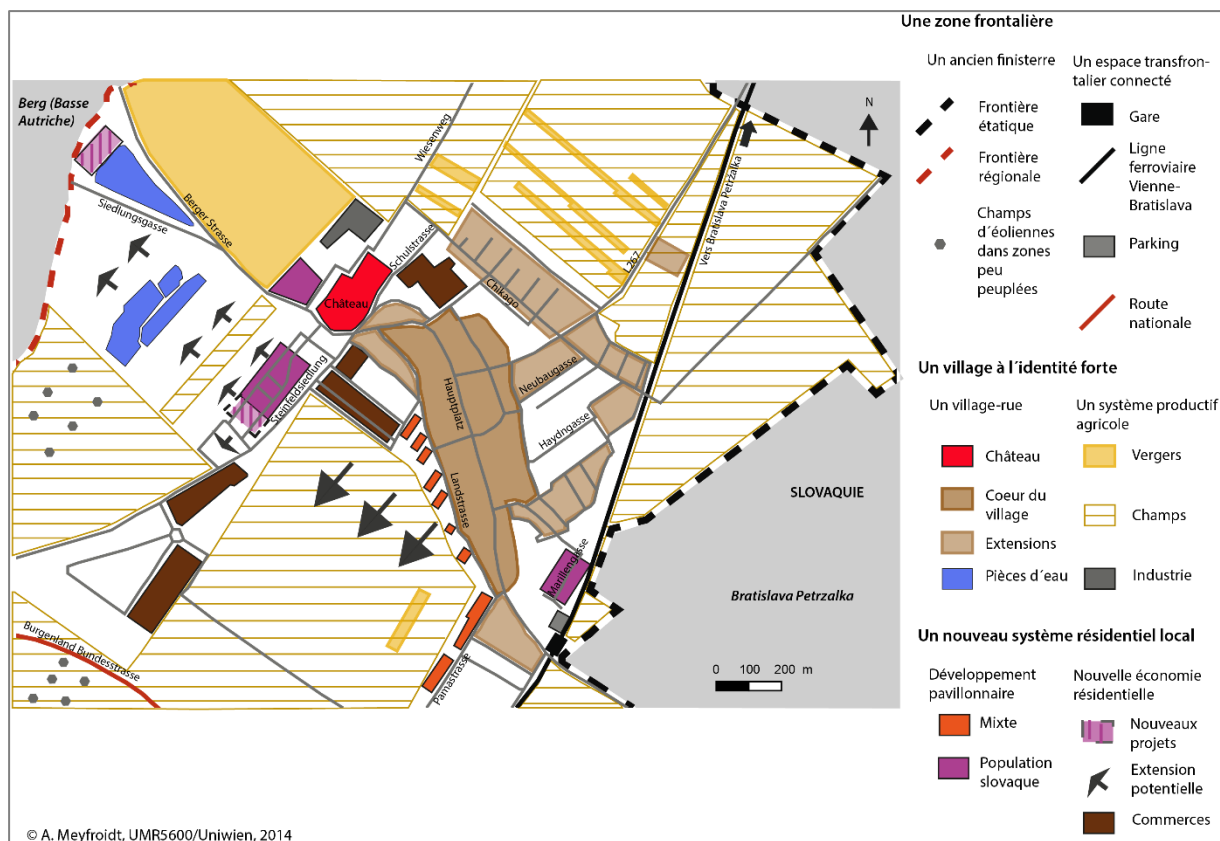 Berg (Basse
Autriche)
Siedlungsgasse
Berger Strasse
Wiesenweg
Schulstrasse
Château
Chikago
L267
Vers Bratislava Petrzalka
N
Steinfeldsiedlung
Hauptplatz
Neubaugasse
Haydngasse
Landstrasse
Marillengasse
SLOVAQUIE
Bratislava Petrzalka
Burgenland Bundesstrasse
Pamastrasse
0 100 200 m
© A. Meyfroidt, UMR5600/Uniwien, 2014
Une zone frontalière
Un ancien finisterre
Frontière
étatique
Frontière
régionale
Champs
d´éoliennes
dans zones
peu
peuplées
Un espace transfron-
talier connecté
Gare
Ligne
ferroviaire
Vienne-
Bratislava
Parking
Route
nationale
Un village à l´identité forte
Un village-rue
Château
Coeur du
village
Extensions
Pièces d´eau
Un système productif
agricole
Vergers
Champs
Industrie
Un nouveau système résidentiel local
Développement
pavillonnaire
Mixte
Population
slovaque
Nouvelle économie
résidentielle
Nouveaux
projets
Extension
potentielle
Commerces